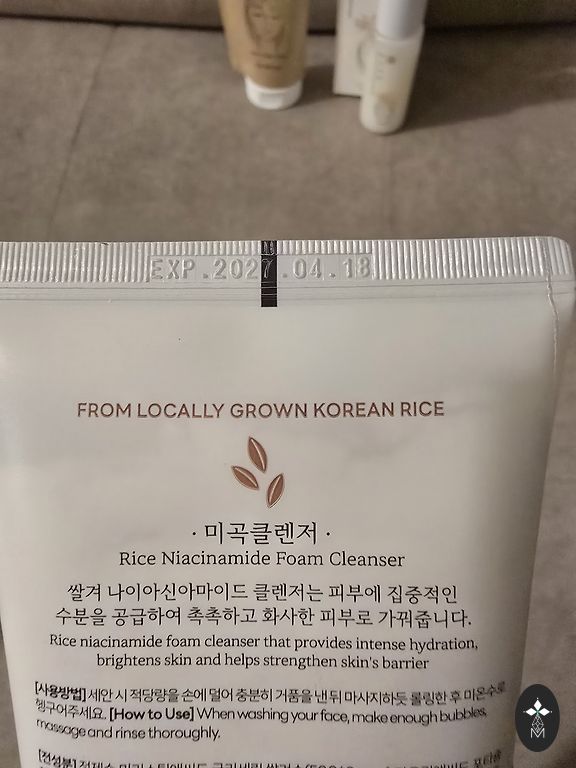 EXP.2027.04.18
FROM LOCALLY GROWN KOREAN RICE
· 미곡클렌저 ·
Rice Niacinamide Foam Cleanser
쌀겨 나이아신아마이드 클렌저는 피부에 집중적인
수분을 공급하여 촉촉하고 화사한 피부로 가꿔줍니다.
Rice niacinamide foam cleanser that provides intense hydration,
brightens skin and helps strengthen skin's barrier
[사용방법] 세안 시 적당량을 손에 덜어 충분히 거품을 낸 뒤 마사지하듯 롤링한 후 미온수로
헹구어주세요. [How to Use] When washing your face, make enough bubbles,
massage and rinse thoroughly.
[전성분]
M